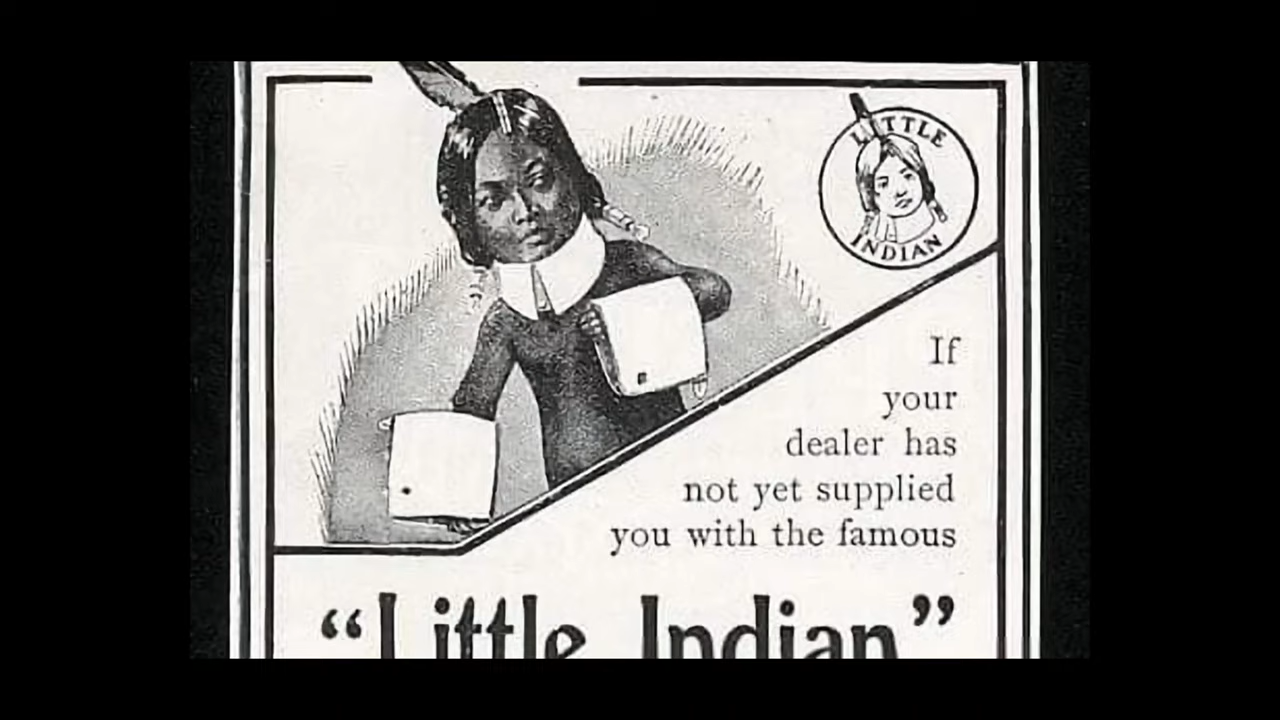 LITTLE
INDIAN
If
your
dealer has
not yet supplied
you with the famous
“Little Indian”